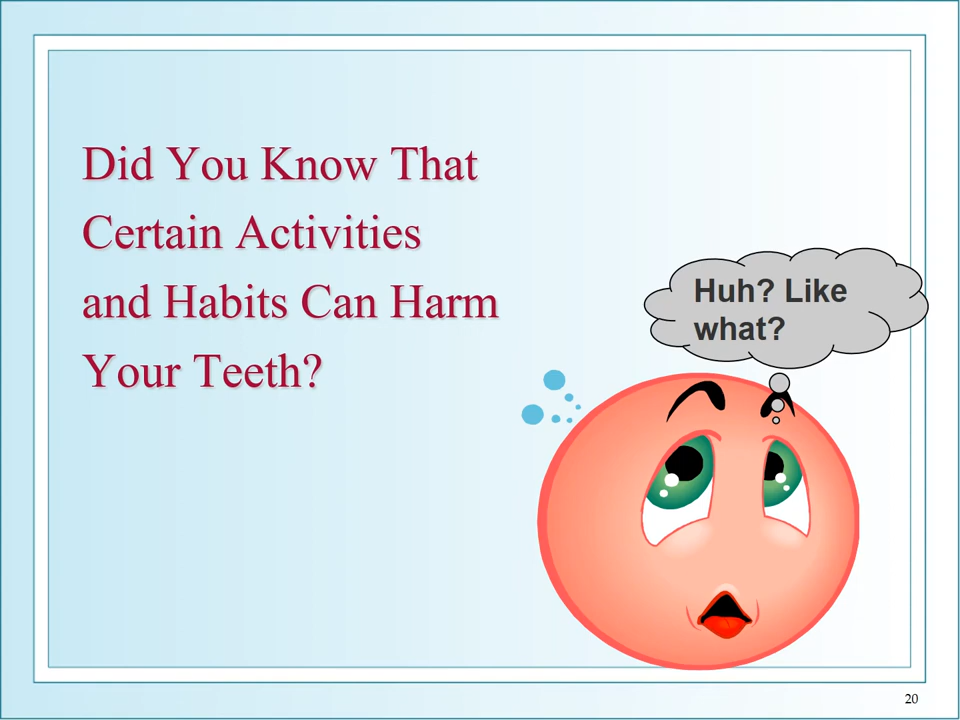 Did You Know That
Certain Activities
and Habits Can Harm
Your Teeth?
Huh? Like
what?
20